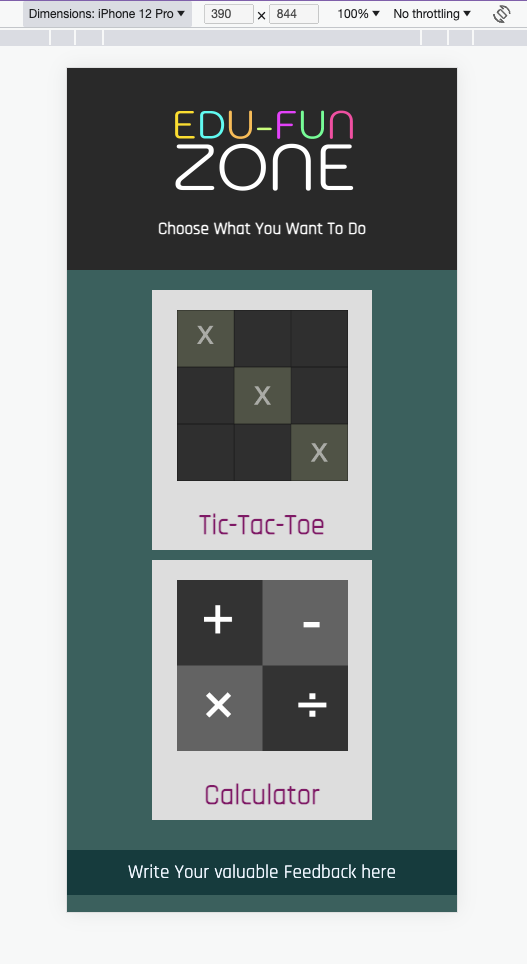 Dimensions: iPhone 12 Pro ▼ 390 × 844 100% ▼ No throttling ▼
EDU-FUN
ZONE
Choose What You Want To Do
X
X
X
Tic-Tac-Toe
+ -
× ÷
Calculator
Write Your valuable Feedback here